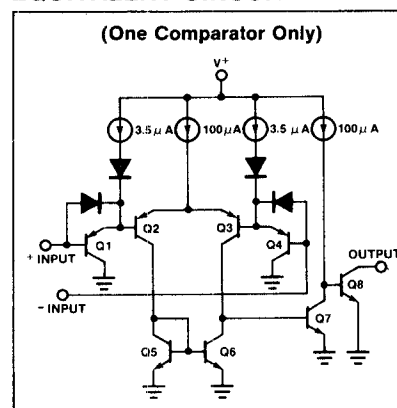 (One Comparator Only)
V+
3.5 μA
100μA
3.5 μA
100μA
Q2
Q3
Q1
Q4
+ INPUT
OUTPUT
Q8
- INPUT
Q7
Q5
Q6